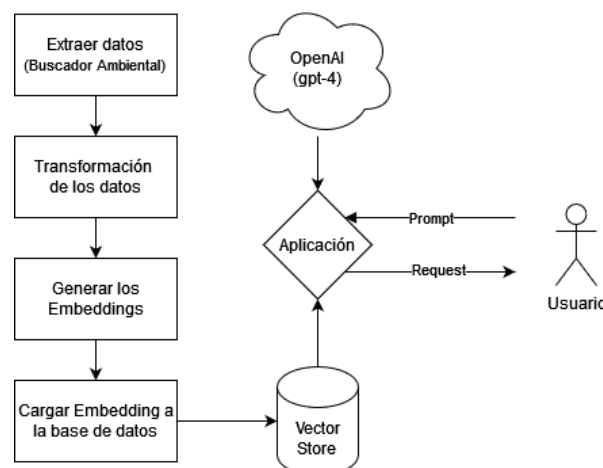 Extraer datos
(Buscador Ambiental)
Transformación
de los datos
Generar los
Embeddings
Cargar Embedding a
la base de datos
OpenAI
(gpt-4)
Aplicación
Prompt
Request
Usuario
Vector
Store